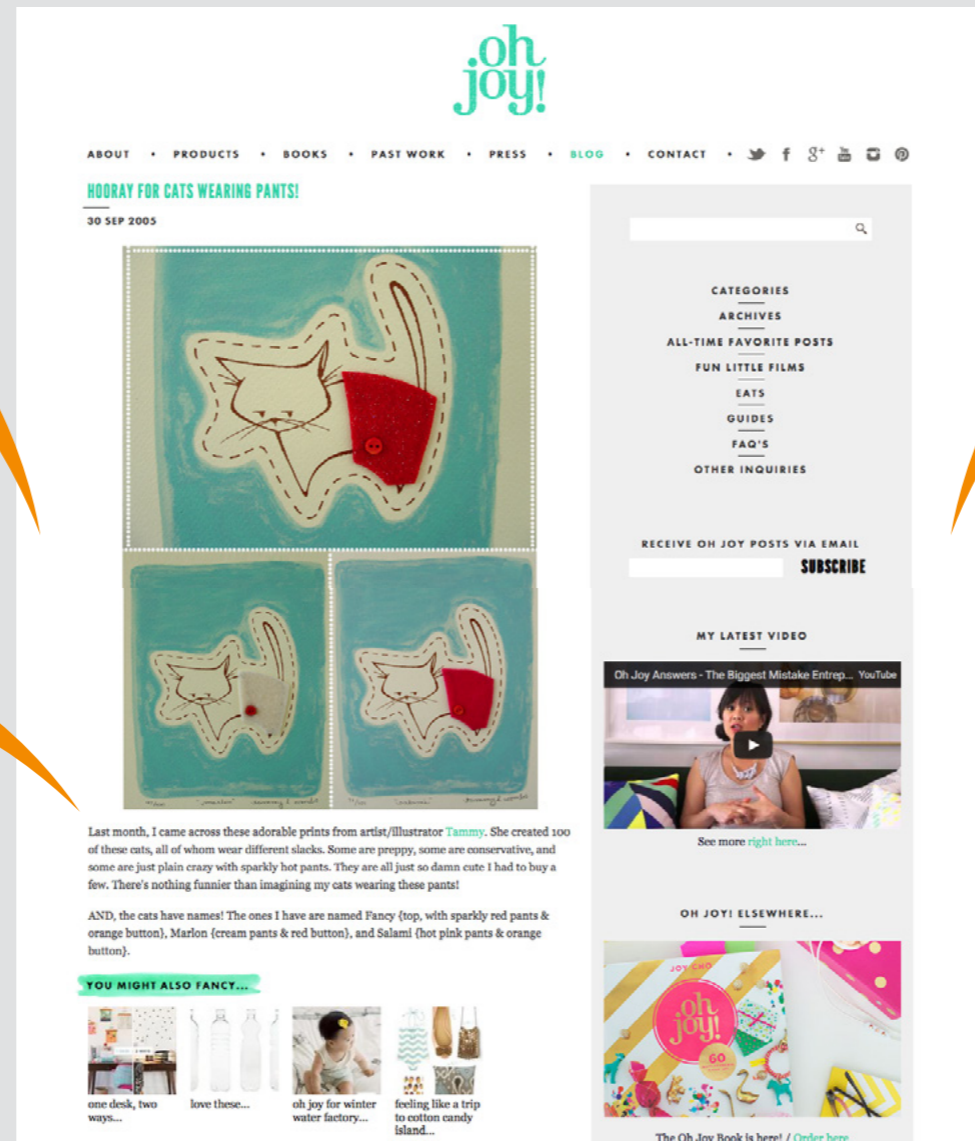 oh
joy!
ABOUT • PRODUCTS • BOOKS • PAST WORK • PRESS • BLOG • CONTACT •
HOORAY FOR CATS WEARING PANTS!
30 SEP 2005
Last month, I came across these adorable prints from artist/illustrator Tammy. She created 100
of these cats, all of whom wear different slacks. Some are preppy, some are conservative, and
some are just plain crazy with sparkly hot pants. They are all just so damn cute I had to buy a
few. There's nothing funnier than imagining my cats wearing these pants!
AND, the cats have names! The ones I have are named Fancy {top, with sparkly red pants &
orange button}, Marlon {cream pants & red button}, and Salami {hot pink pants & orange
button}.
YOU MIGHT ALSO FANCY...
one desk, two
ways...
love these...
oh joy for winter
water factory...
feeling like a trip
to cotton candy
island...
CATEGORIES
ARCHIVES
ALL-TIME FAVORITE POSTS
FUN LITTLE FILMS
EATS
GUIDES
FAQ'S
OTHER INQUIRIES
RECEIVE OH JOY POSTS VIA EMAIL
SUBSCRIBE
MY LATEST VIDEO
Oh Joy Answers - The Biggest Mistake Entrep... YouTube
See more right here...
OH JOY! ELSEWHERE...
JOY CHO
oh
joy!
60
The Oh Joy Book is here! / Order here